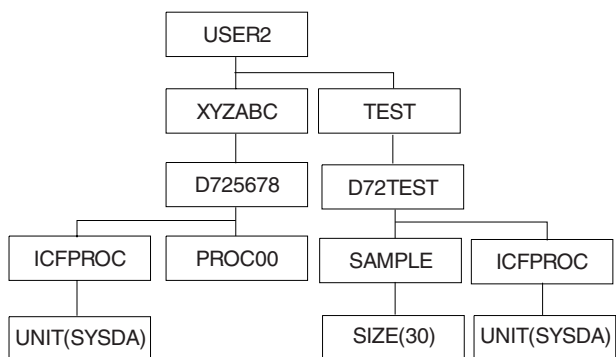 USER2
XYZABC
TEST
D725678
D72TEST
ICFPROC
PROC00
SAMPLE
ICFPROC
UNIT(SYSDA)
SIZE(30)
UNIT(SYSDA)